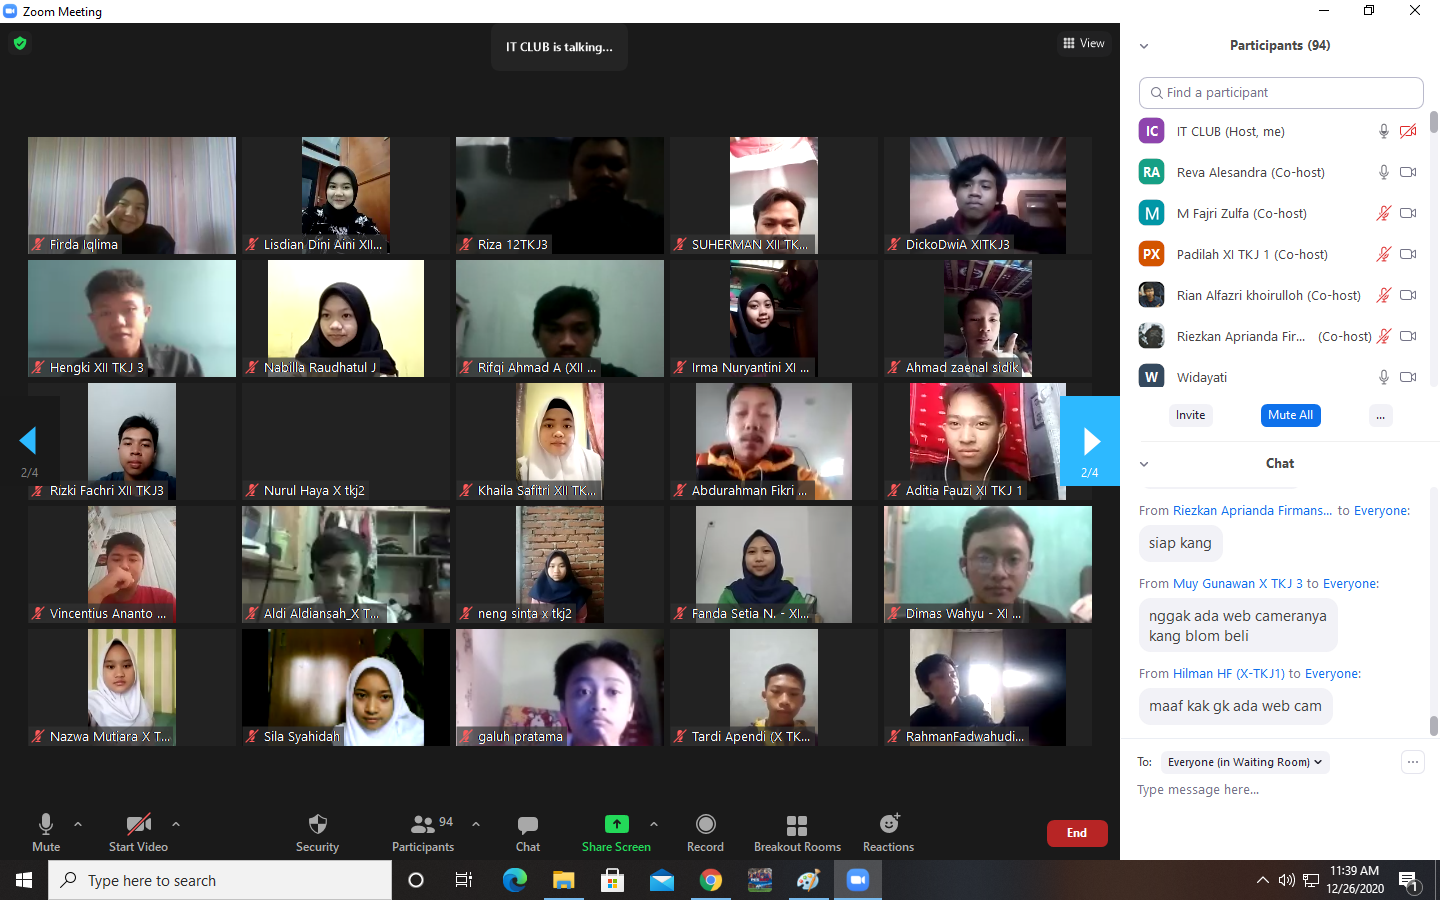 Zoom Meeting
IT CLUB is talking...
View
Firda Iqlima
Lisdian Dini Aini XII...
Riza 12TKJ3
SUHERMAN XII TK...
DickoDwiA XITKJ3
Hengki XII TKJ 3
Nabilla Raudhatul J
Rifqi Ahmad A (XII ...
Irma Nuryantini XI ...
Ahmad zaenal sidik
Rizki Fachri XII TKJ3
Nurul Haya X tkj2
Khaila Safitri XII TK...
Abdurahman Fikri ...
Aditia Fauzi XI TKJ 1
2/4
2/4
Vincentius Ananto ...
Aldi Aldiansah_X T...
neng sinta x tkj2
Fanda Setia N. - XI...
Dimas Wahyu - XI ...
Nazwa Mutiara X T...
Sila Syahidah
galuh pratama
Tardi Apendi (X TK...
RahmanFadwahudi...
Mute
Start Video
Security
94
Participants
Chat
Share Screen
Record
Breakout Rooms
Reactions
End
Participants (94)
Find a participant
IC IT CLUB (Host, me)
RA Reva Alesandra (Co-host)
M M Fajri Zulfa (Co-host)
PX Padilah XI TKJ 1 (Co-host)
Rian Alfazri khoirulloh (Co-host)
Riezkan Aprianda Fir... (Co-host)
W Widayati
Invite
Mute All
...
Chat
From Riezkan Aprianda Firmans... to Everyone:
siap kang
From Muy Gunawan X TKJ 3 to Everyone:
nggak ada web cameranya
kang blom beli
From Hilman HF (X-TKJ1) to Everyone:
maaf kak gk ada web cam
To: Everyone (in Waiting Room)
Type message here...
Type here to search
11:39 AM
12/26/2020
1